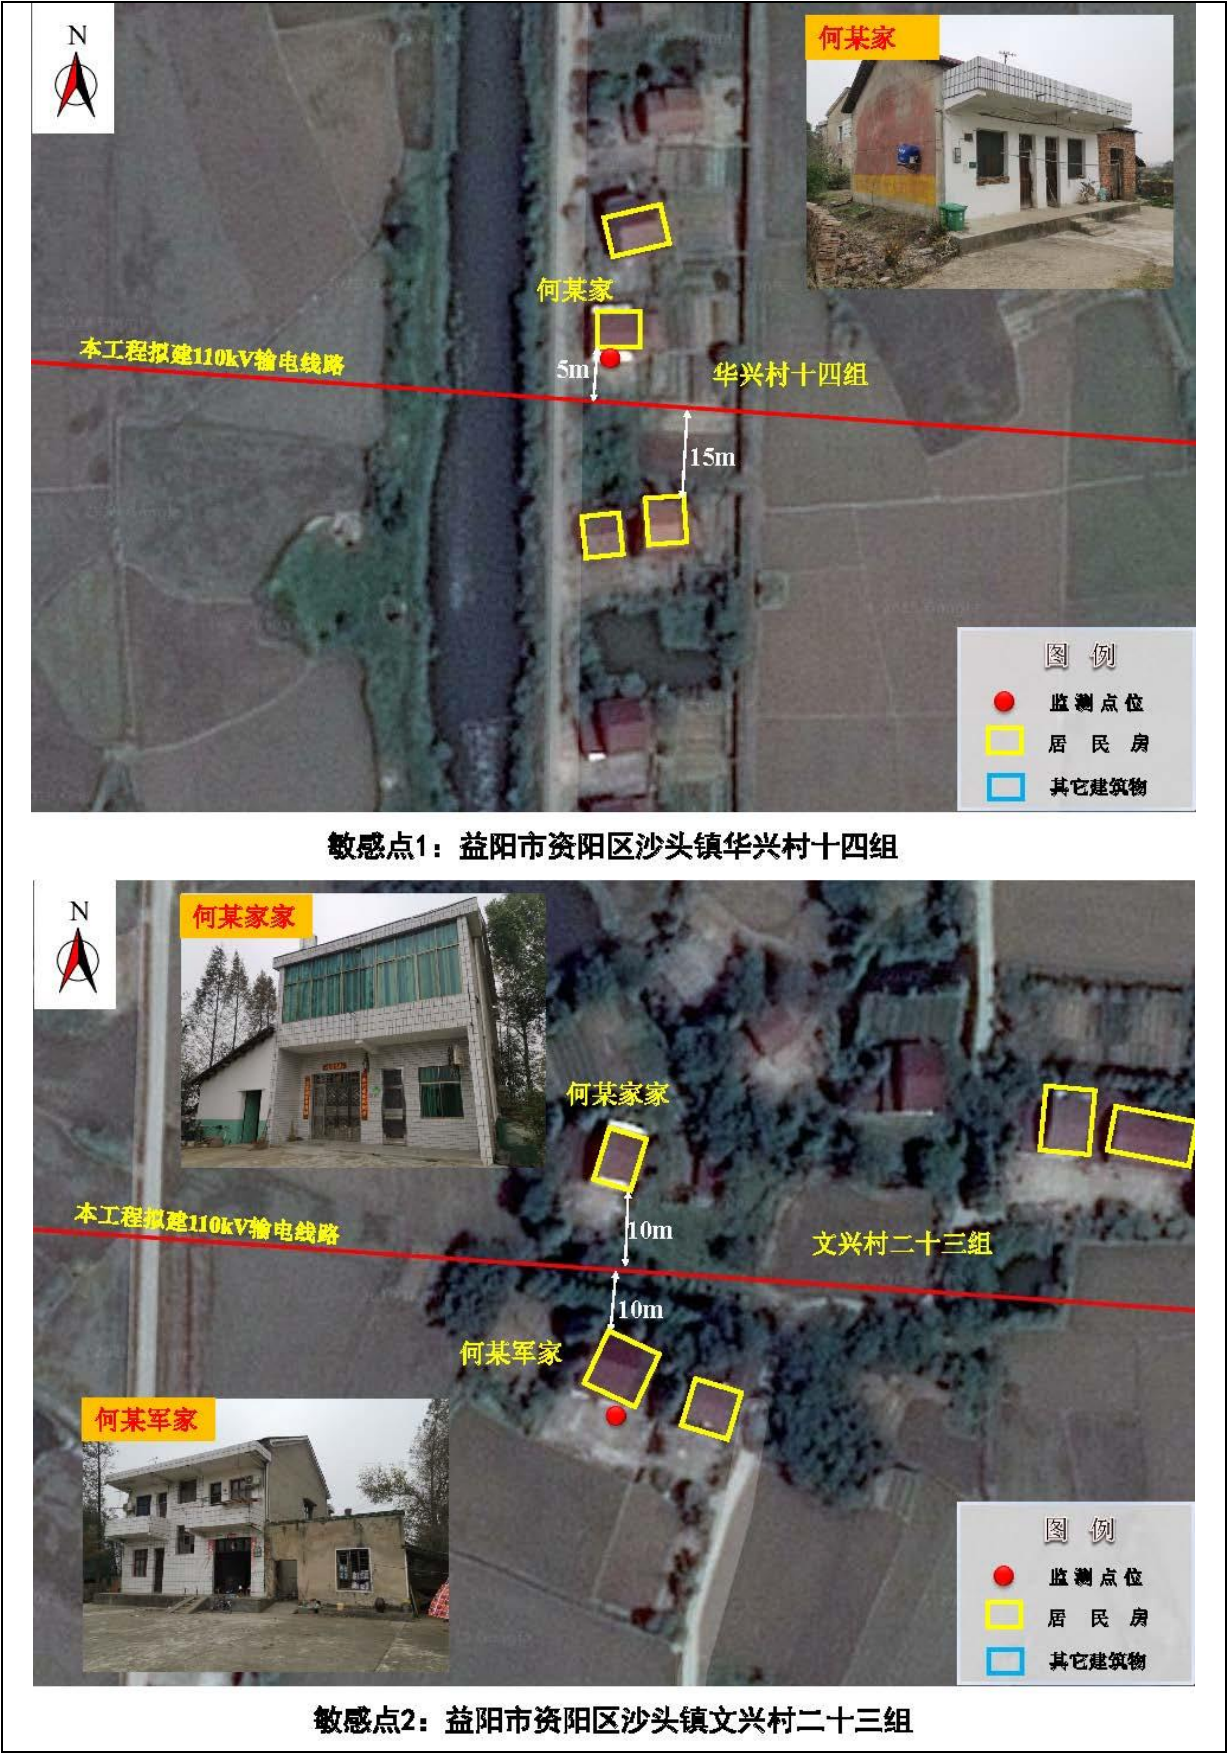 N
何某家
何某家
本工程拟建110kV输电线路
5m
华兴村十四组
15m
图 例
监测点位
居 民 房
其它建筑物
敏感点1：益阳市资阳区沙头镇华兴村十四组
N
何某家家
何某家家
本工程拟建110kV输电线路
10m
文兴村二十三组
10m
何某军家
何某军家
图 例
监测点位
居 民 房
其它建筑物
敏感点2：益阳市资阳区沙头镇文兴村二十三组